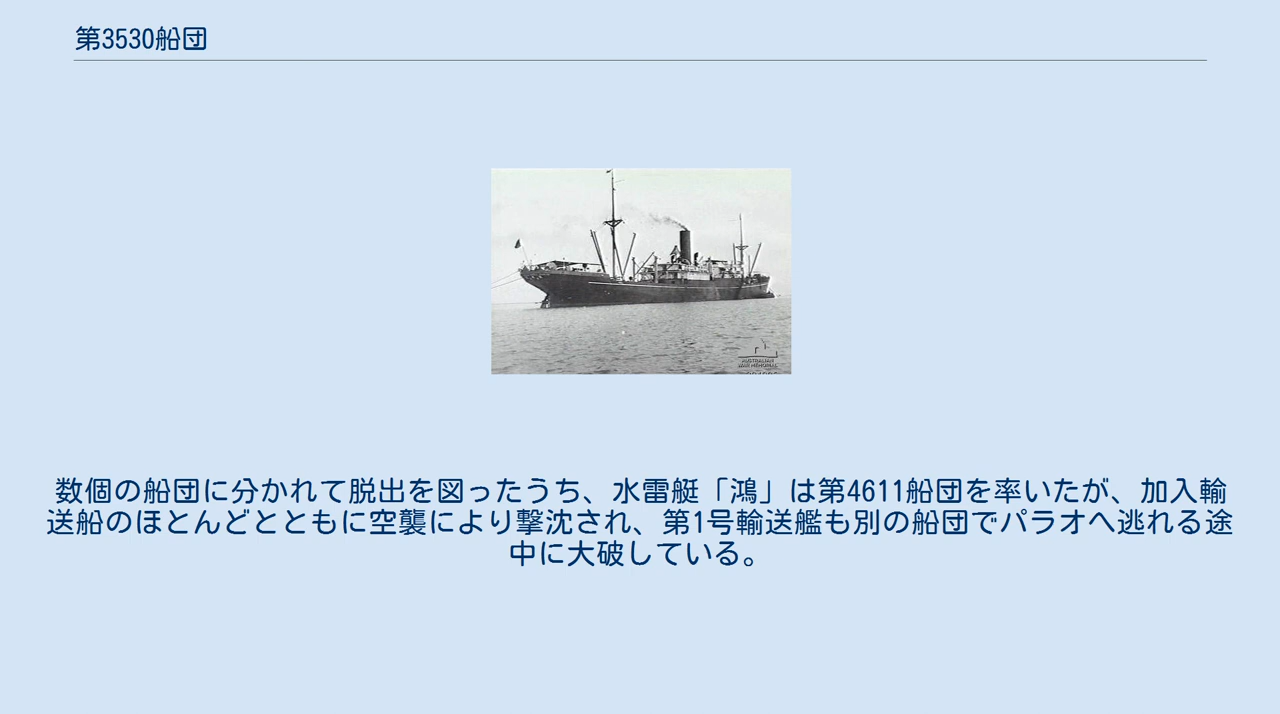 第3530船団
AUSTRALIAN
WAR MEMORIAL
数個の船団に分かれて脱出を図ったうち、水雷艇「鴻」は第4611船団を率いたが、加入輸
送船のほとんどとともに空襲により撃沈され、第1号輸送艦も別の船団でパラオへ逃れる途
中に大破している。